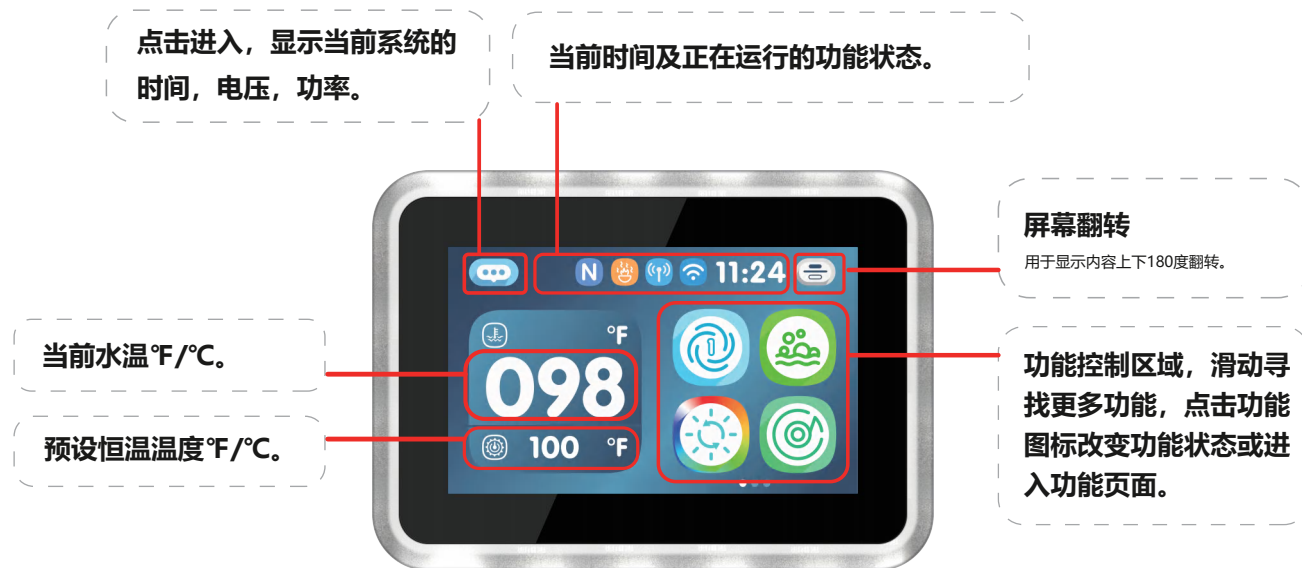 点击进入，显示当前系统的
时间，电压，功率。
当前时间及正在运行的功能状态。
屏幕翻转
用于显示内容上下180度翻转。
N 11:24
当前水温℉/℃。
°F
098
预设恒温温度℉/℃。
100 °F
功能控制区域，滑动寻
找更多功能，点击功能
图标改变功能状态或进
入功能页面。
1